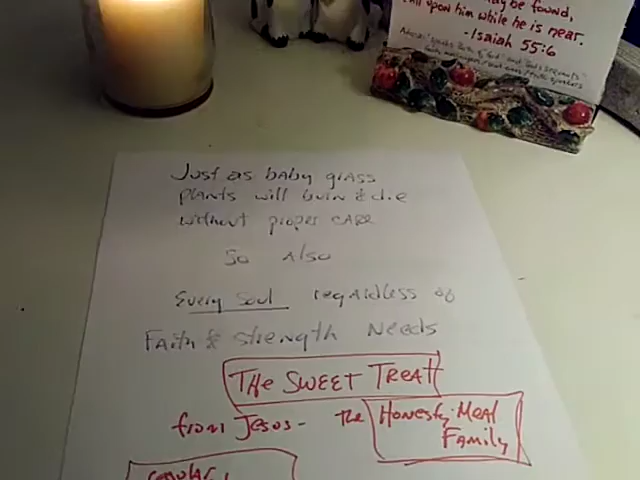 be found,
call upon him while he is near.
-Isaiah 55:6
Just as baby grass
plants will burn & die
without proper care
So Also
Every soul regardless of
Faith & strength Needs
THE SWEET TREAT
from Jesus- the Honesty-Meal
Family